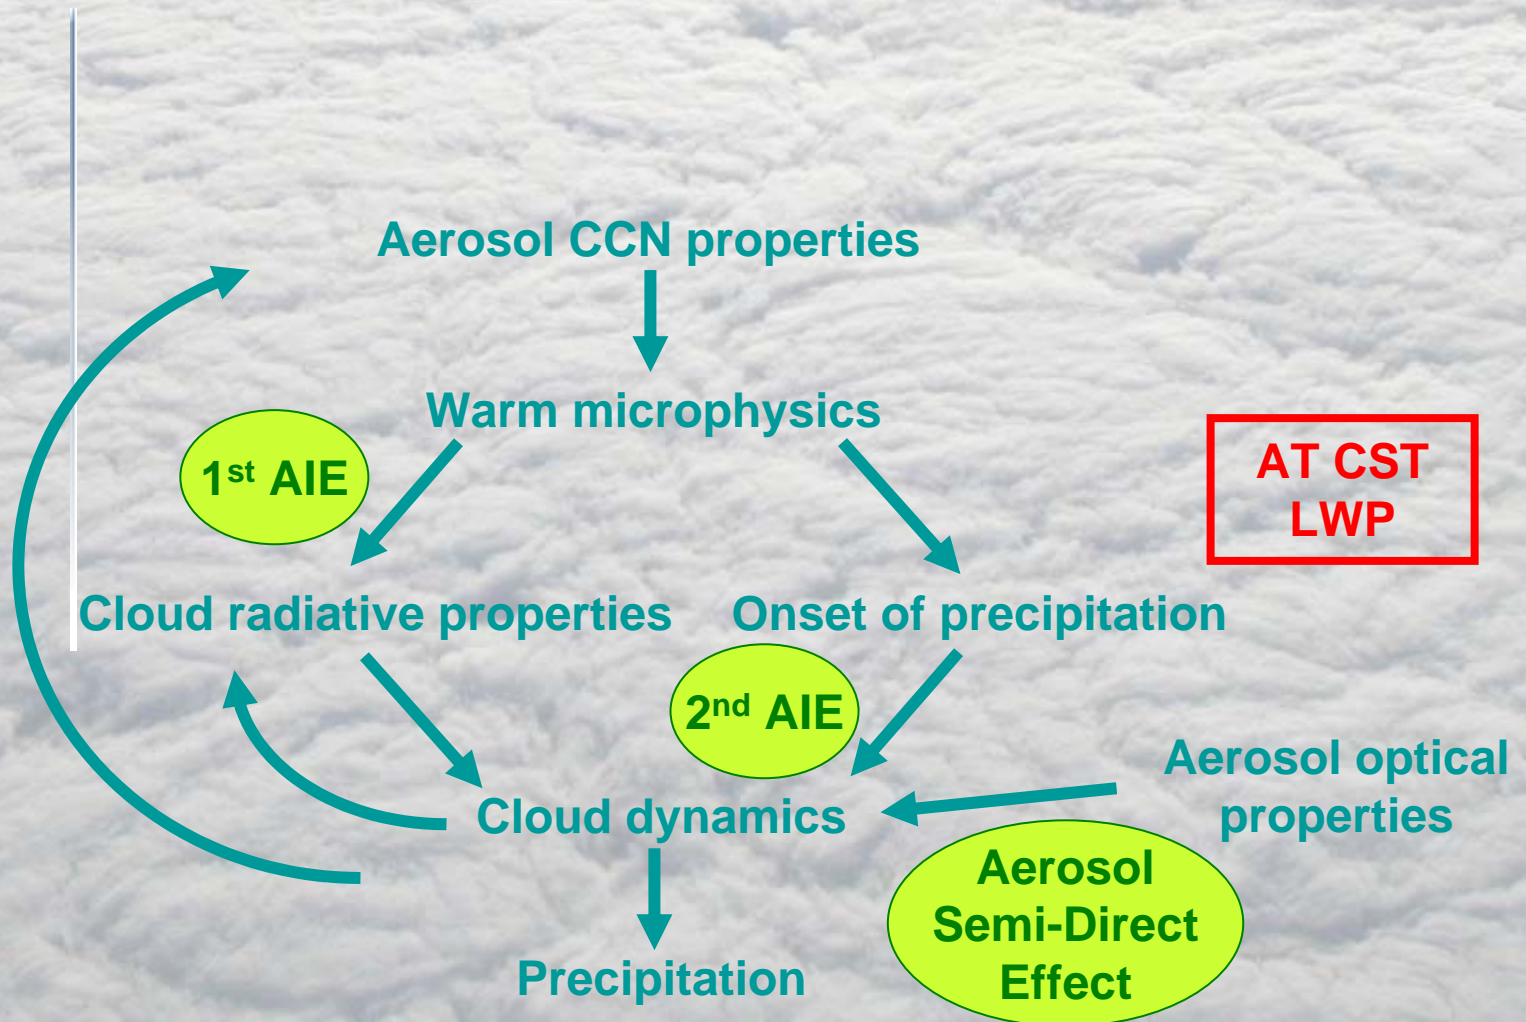 Aerosol CCN properties
Warm microphysics
1st AIE
AT CST
LWP
Cloud radiative properties
Onset of precipitation
2nd AIE
Aerosol optical
properties
Cloud dynamics
Aerosol
Semi-Direct
Effect
Precipitation